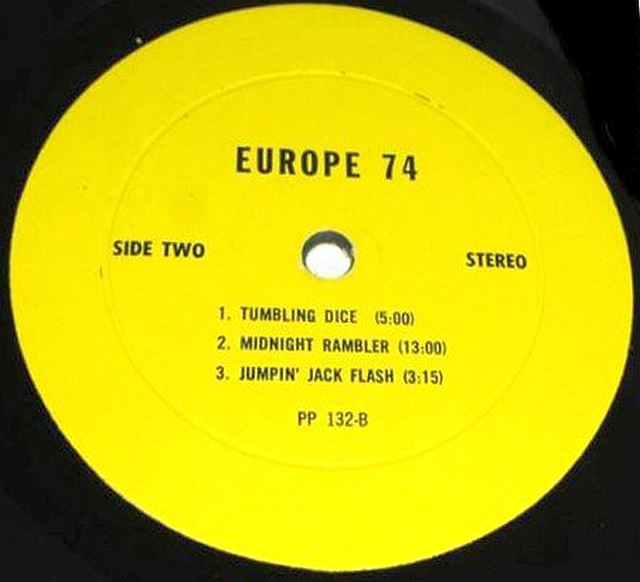 EUROPE 74
SIDE TWO
STEREO
1. TUMBLING DICE (5:00)
2. MIDNIGHT RAMBLER (13:00)
3. JUMPIN' JACK FLASH (3:15)
PP 132-B